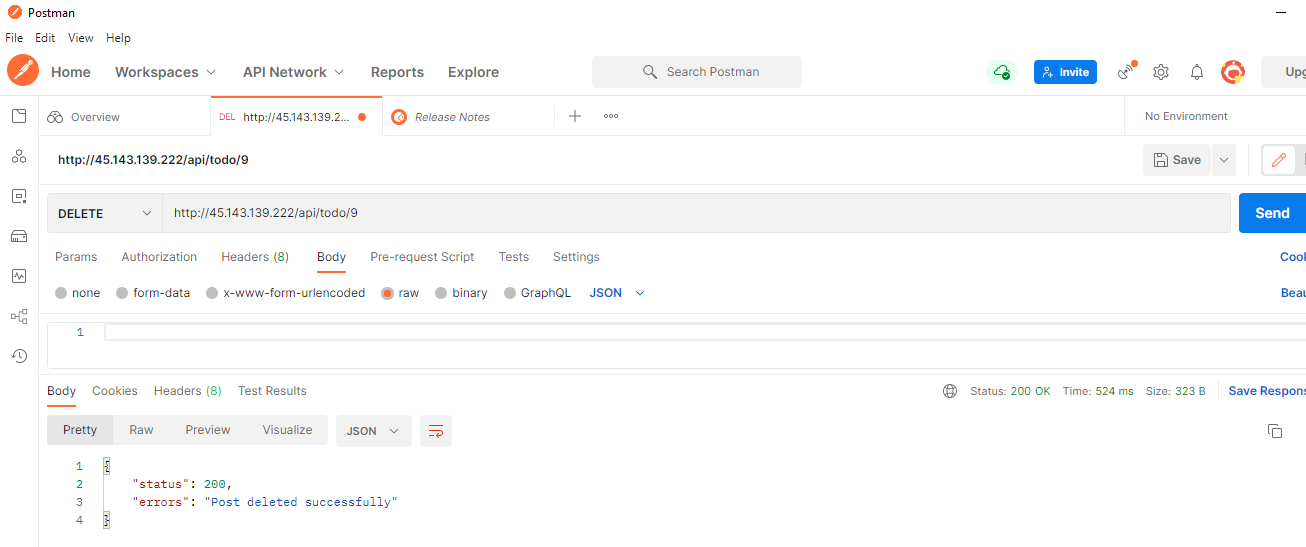 Postman
File Edit View Help
Home Workspaces API Network Reports Explore Search Postman Invite Upg
Overview DEL http://45.143.139.2... Release Notes No Environment
http://45.143.139.222/api/todo/9 Save
DELETE http://45.143.139.222/api/todo/9 Send
Params Authorization Headers (8) Body Pre-request Script Tests Settings Cook
none form-data x-www-form-urlencoded raw binary GraphQL JSON Beau
1
Body Cookies Headers (8) Test Results Status: 200 OK Time: 524 ms Size: 323 B Save Respons
Pretty Raw Preview Visualize JSON
1 {
2 "status": 200,
3 "errors": "Post deleted successfully"
4 }